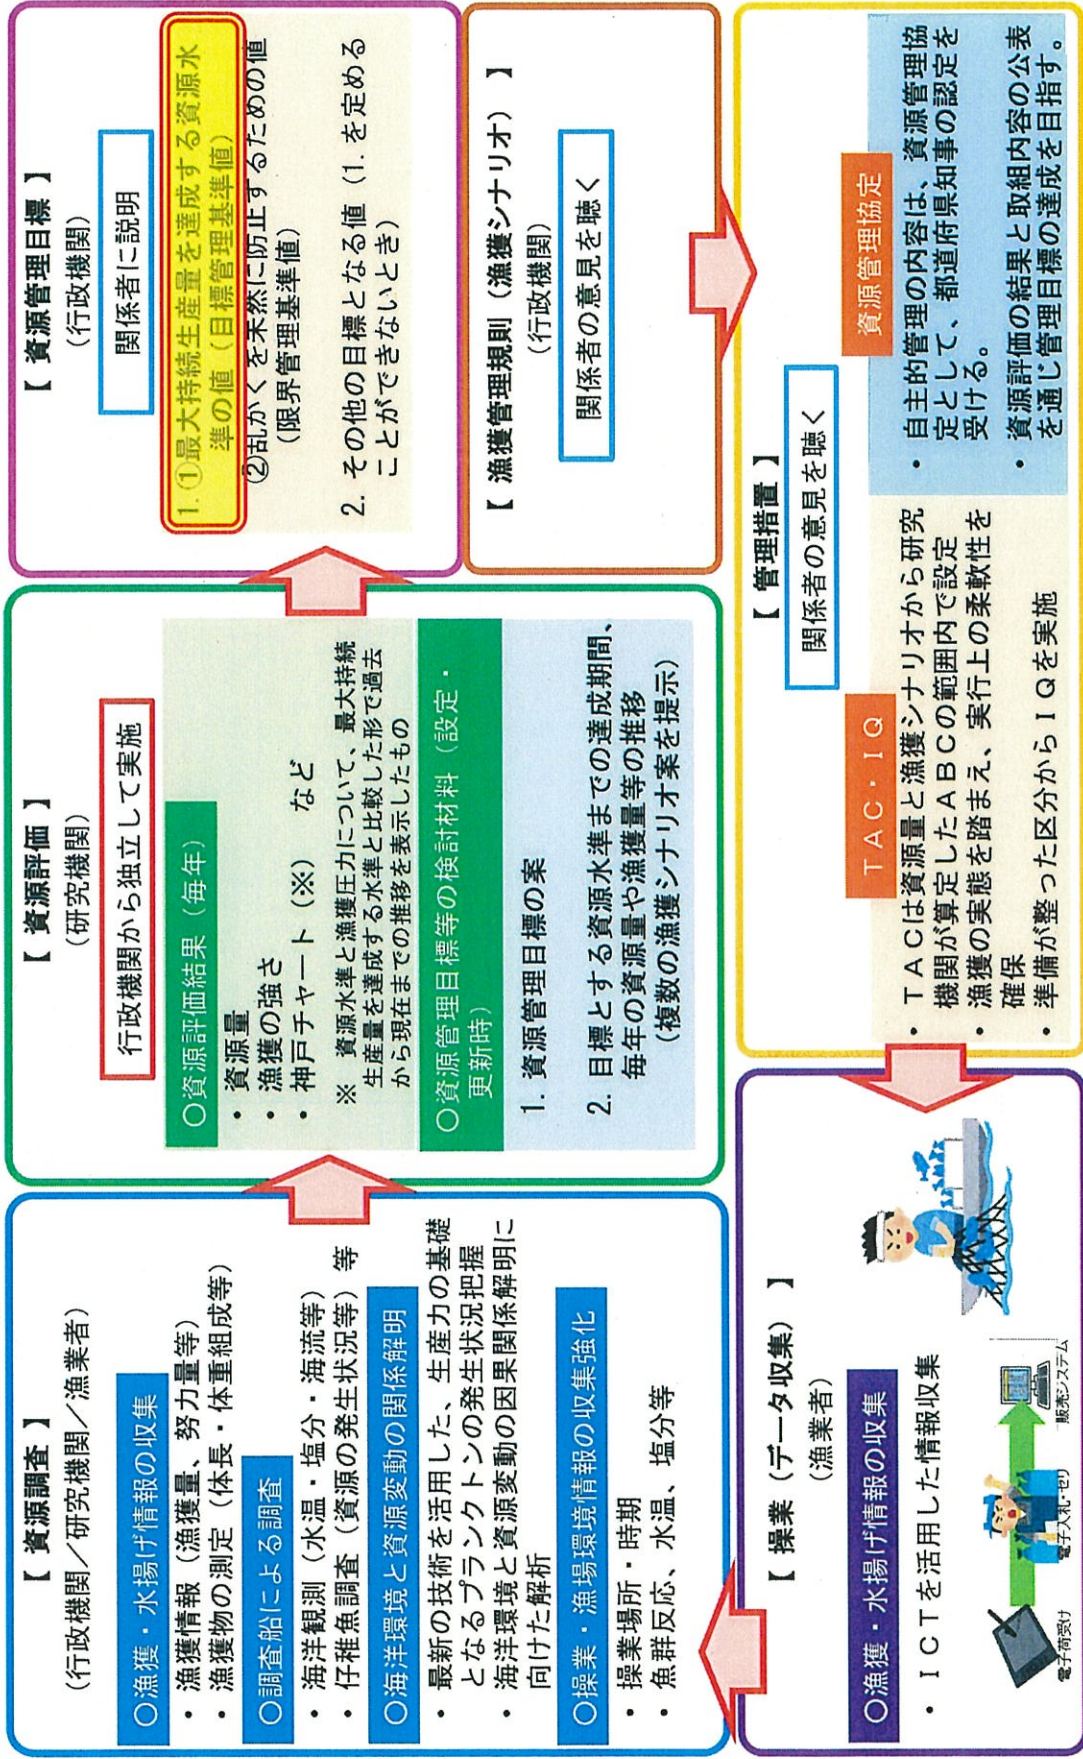 【 資源調査 】
(行政機関／研究機関／漁業者)
〇漁獲・水揚げ情報の収集
・ 漁獲情報（漁獲量、努力量等）
・ 漁獲物の測定（体長・体重組成等）
〇調査船による調査
・ 海洋観測（水温・塩分・海流等）
・ 仔稚魚調査（資源の発生状況等）等
〇海洋環境と資源変動の関係解明
・ 最新の技術を活用した、生産力の基礎
となるプランクトンの発生状況把握
・ 海洋環境と資源変動の因果関係解明に
向けた解析
〇操業・漁場環境情報の収集強化
・ 操業場所・時期
・ 魚群反応、水温、塩分等
【 資源評価 】
(研究機関)
行政機関から独立して実施
〇資源評価結果（毎年）
・ 資源量
・ 漁獲の強さ
・ 神戸チャート（※） など
※ 資源水準と漁獲圧力について、最大持続
生産量を達成する水準と比較した形で過去
から現在までの推移を表示したもの
〇資源管理目標等の検討材料（設定・
更新時）
1. 資源管理目標の案
2. 目標とする資源水準までの達成期間、
毎年の資源量や漁獲量等の推移
（複数の漁獲シナリオ案を提示）
【 資源管理目標 】
(行政機関)
関係者に説明
1. ①最大持続生産量を達成する資源水
準の値（目標管理基準値）
②乱かくを未然に防止するための値
（限界管理基準値）
2. その他の目標となる値（1. を定める
ことができないとき）
【 漁獲管理規則（漁獲シナリオ） 】
(行政機関)
関係者の意見を聴く
【 管理措置 】
関係者の意見を聴く
ＴＡＣ・ＩＱ
・ ＴＡＣは資源量と漁獲シナリオから研究
機関が算定したＡＢＣの範囲内で設定
・ 漁獲の実態を踏まえ、実行上の柔軟性を
確保
・ 準備が整った区分からＩＱを実施
資源管理協定
・ 自主的管理の内容は、資源管理協
定として、都道府県知事の認定を
受ける。
・ 資源評価の結果と取組内容の公表
を通じ管理目標の達成を目指す。
【 操業（データ収集） 】
(漁業者)
〇漁獲・水揚げ情報の収集
・ ＩＣＴを活用した情報収集
電子荷受け
電子入札・セリ
販売システム